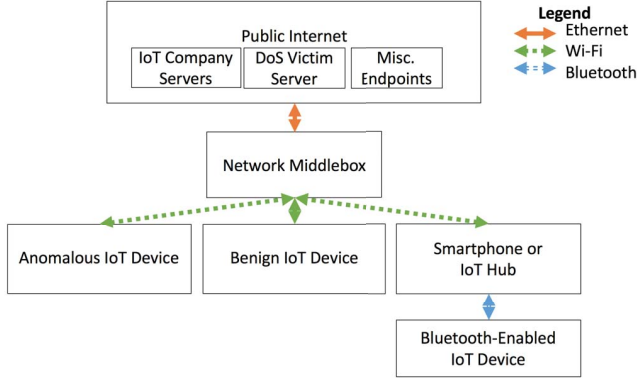 Legend
Ethernet
Wi-Fi
Bluetooth
Public Internet
IoT Company
Servers
DoS Victim
Server
Misc.
Endpoints
Network Middlebox
Anomalous IoT Device
Benign IoT Device
Smartphone or
IoT Hub
Bluetooth-Enabled
IoT Device